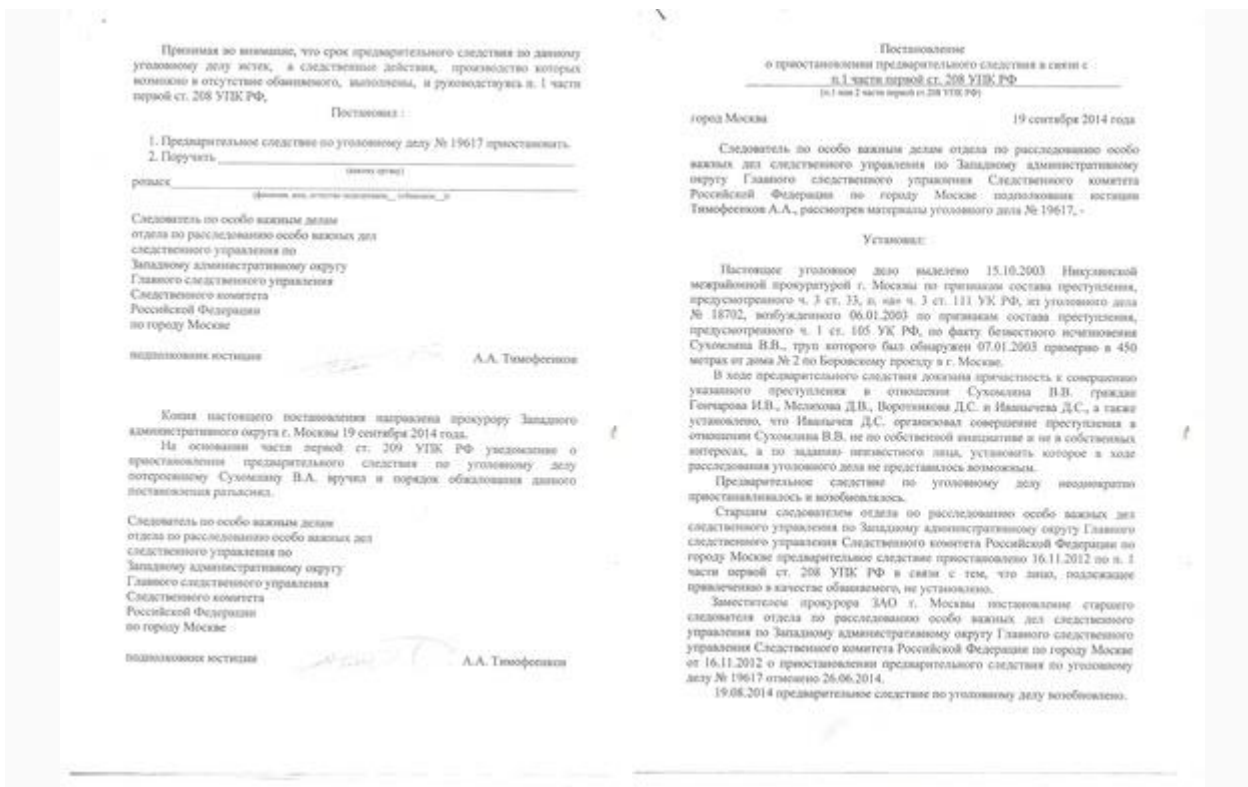 Принимая во внимание, что срок предварительного следствия по данному
уголовному делу истек, а следственные действия, производство которых
возможно в отсутствие обвиняемого, выполнены, и руководствуясь п. 1 части
первой ст. 208 УПК РФ,
Постановил :
1. Предварительное следствие по уголовному делу № 19617 приостановить.
2. Поручить
(какому органу)
розыск
Следователь по особо важным делам
отдела по расследованию особо важных дел
следственного управления по
Западному административному округу
Главного следственного управления
Следственного комитета
Российской Федерации
по городу Москве
подполковник юстиции А.А. Тимофеенков
Копия настоящего постановления направлена прокурору Западного
административного округа г. Москвы 19 сентября 2014 года.
На основании части первой ст. 209 УПК РФ уведомление о
приостановлении предварительного следствия по уголовному делу
потерпевшему Сухомлину В.А. вручил и порядок обжалования данного
постановления разъяснил.
Следователь по особо важным делам
отдела по расследованию особо важных дел
следственного управления по
Западному административному округу
Главного следственного управления
Следственного комитета
Российской Федерации
по городу Москве
подполковник юстиции А.А. Тимофеенков
Постановление
о приостановлении предварительного следствия в связи с
п.1 части первой ст. 208 УПК РФ
(п.1 или 2 части первой ст.208 УПК РФ)
город Москва 19 сентября 2014 года
Следователь по особо важным делам отдела по расследованию особо
важных дел следственного управления по Западному административному
округу Главного следственного управления Следственного комитета
Российской Федерации по городу Москве подполковник юстиции
Тимофеенков А.А., рассмотрев материалы уголовного дела № 19617, -
Установил:
Настоящее уголовное дело выделено 15.10.2003 Никулинской
межрайонной прокуратурой г. Москвы по признакам состава преступления,
предусмотренного ч. 3 ст. 33, п. «а» ч. 3 ст. 111 УК РФ, из уголовного дела
№ 18702, возбужденного 06.01.2003 по признакам состава преступления,
предусмотренного ч. 1 ст. 105 УК РФ, по факту безвестного исчезновения
Сухомлина В.В., труп которого был обнаружен 07.01.2003 примерно в 450
метрах от дома № 2 по Боровскому проезду в г. Москве.
В ходе предварительного следствия доказана причастность к совершению
указанного преступления в отношении Сухомлина В.В. граждан
Гончарова И.В., Мелихова Д.В., Воротникова Д.С. и Иванычева Д.С., а также
установлено, что Иванычев Д.С. организовал совершение преступления в
отношении Сухомлина В.В. не по собственной инициативе и не в собственных
интересах, а по заданию неизвестного лица, установить которое в ходе
расследования уголовного дела не представилось возможным.
Предварительное следствие по уголовному делу неоднократно
приостанавливалось и возобновлялось.
Старшим следователем отдела по расследованию особо важных дел
следственного управления по Западному административному округу Главного
следственного управления Следственного комитета Российской Федерации по
городу Москве предварительное следствие приостановлено 16.11.2012 по п. 1
части первой ст. 208 УПК РФ в связи с тем, что лицо, подлежащее
привлечению в качестве обвиняемого, не установлено.
Заместителем прокурора ЗАО г. Москвы постановление старшего
следователя отдела по расследованию особо важных дел следственного
управления по Западному административному округу Главного следственного
управления Следственного комитета Российской Федерации по городу Москве
от 16.11.2012 о приостановлении предварительного следствия по уголовному
делу № 19617 отменено 26.06.2014.
19.08.2014 предварительное следствие по уголовному делу возобновлено.